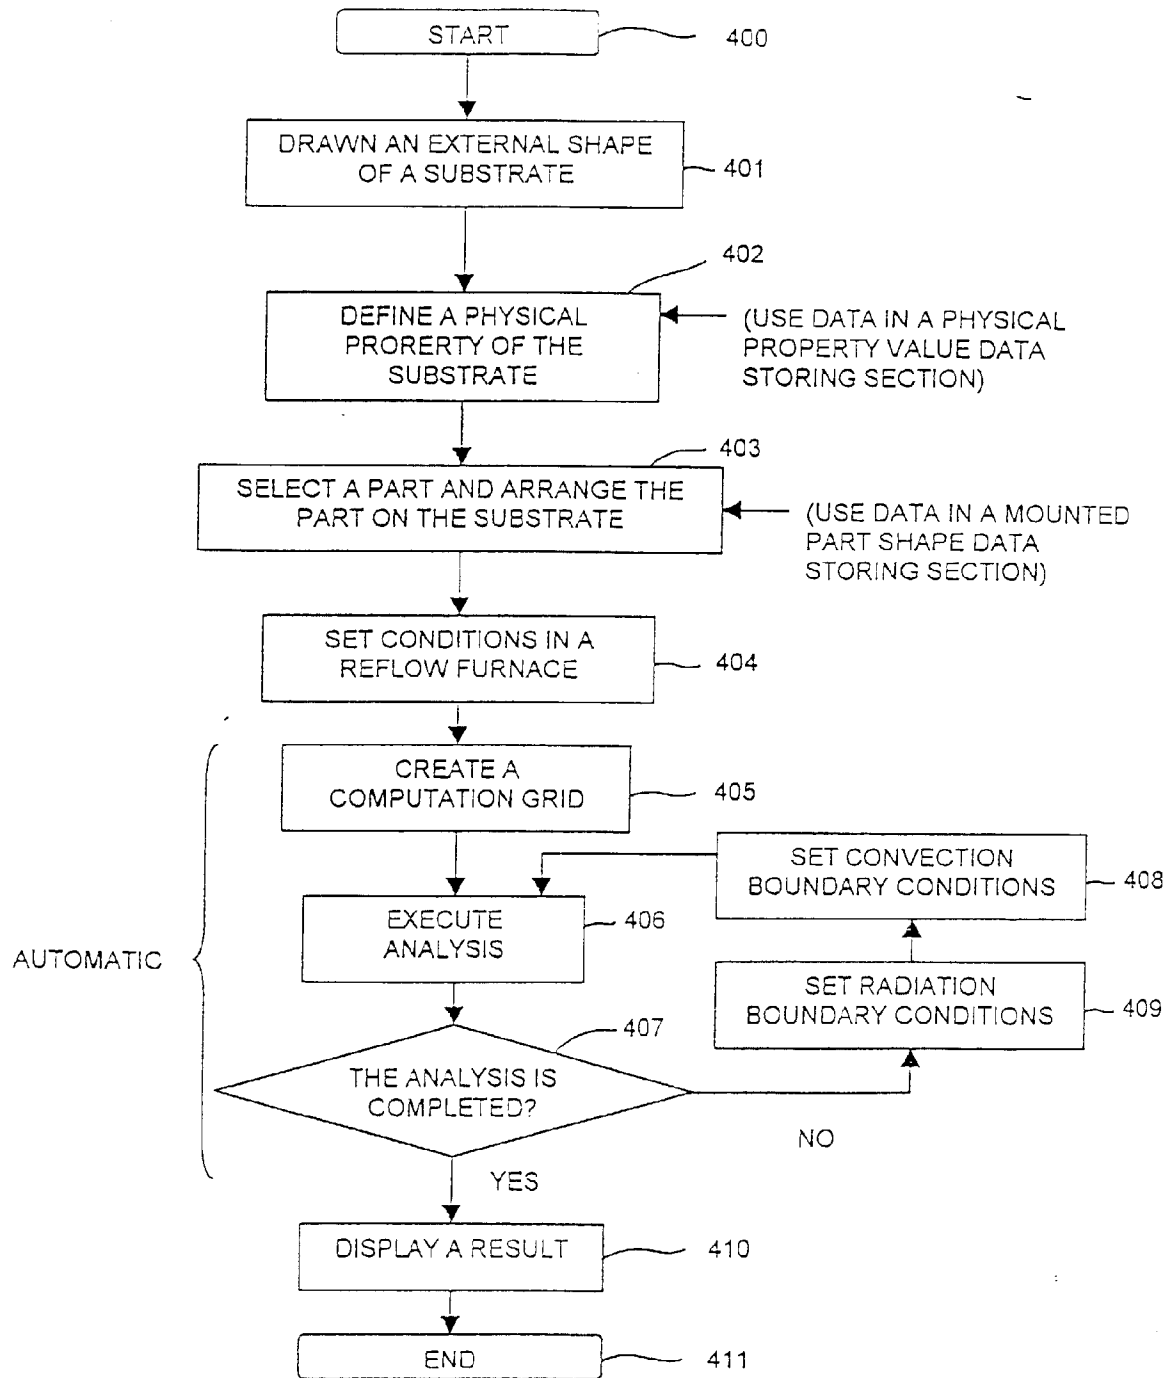 START
400
DRAWN AN EXTERNAL SHAPE
OF A SUBSTRATE
401
402
DEFINE A PHYSICAL
PRORERTY OF THE
SUBSTRATE
(USE DATA IN A PHYSICAL
PROPERTY VALUE DATA
STORING SECTION)
403
SELECT A PART AND ARRANGE THE
PART ON THE SUBSTRATE
(USE DATA IN A MOUNTED
PART SHAPE DATA
STORING SECTION)
SET CONDITIONS IN A
REFLOW FURNACE
404
CREATE A
COMPUTATION GRID
405
SET CONVECTION
BOUNDARY CONDITIONS
408
EXECUTE
ANALYSIS
406
AUTOMATIC
SET RADIATION
BOUNDARY CONDITIONS
409
407
THE ANALYSIS IS
COMPLETED?
NO
YES
DISPLAY A RESULT
410
END
411